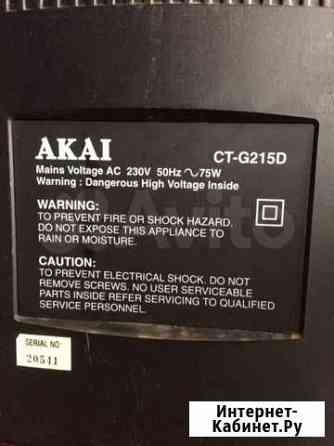 AKAI
CT-G215D
Mains Voltage AC 230V 50Hz ∿75W
Warning : Dangerous High Voltage Inside
WARNING:
TO PREVENT FIRE OR SHOCK HAZARD,
DO NOT EXPOSE THIS APPLIANCE TO
RAIN OR MOISTURE.
CAUTION:
TO PREVENT ELECTRICAL SHOCK. DO NOT
REMOVE SCREWS. NO USER SERVICEABLE
PARTS INSIDE REFER SERVICING TO QUALIFIED
SERVICE PERSONNEL.
SERIAL NO:
20541
Avito
Интернет-
Кабинет.Ру